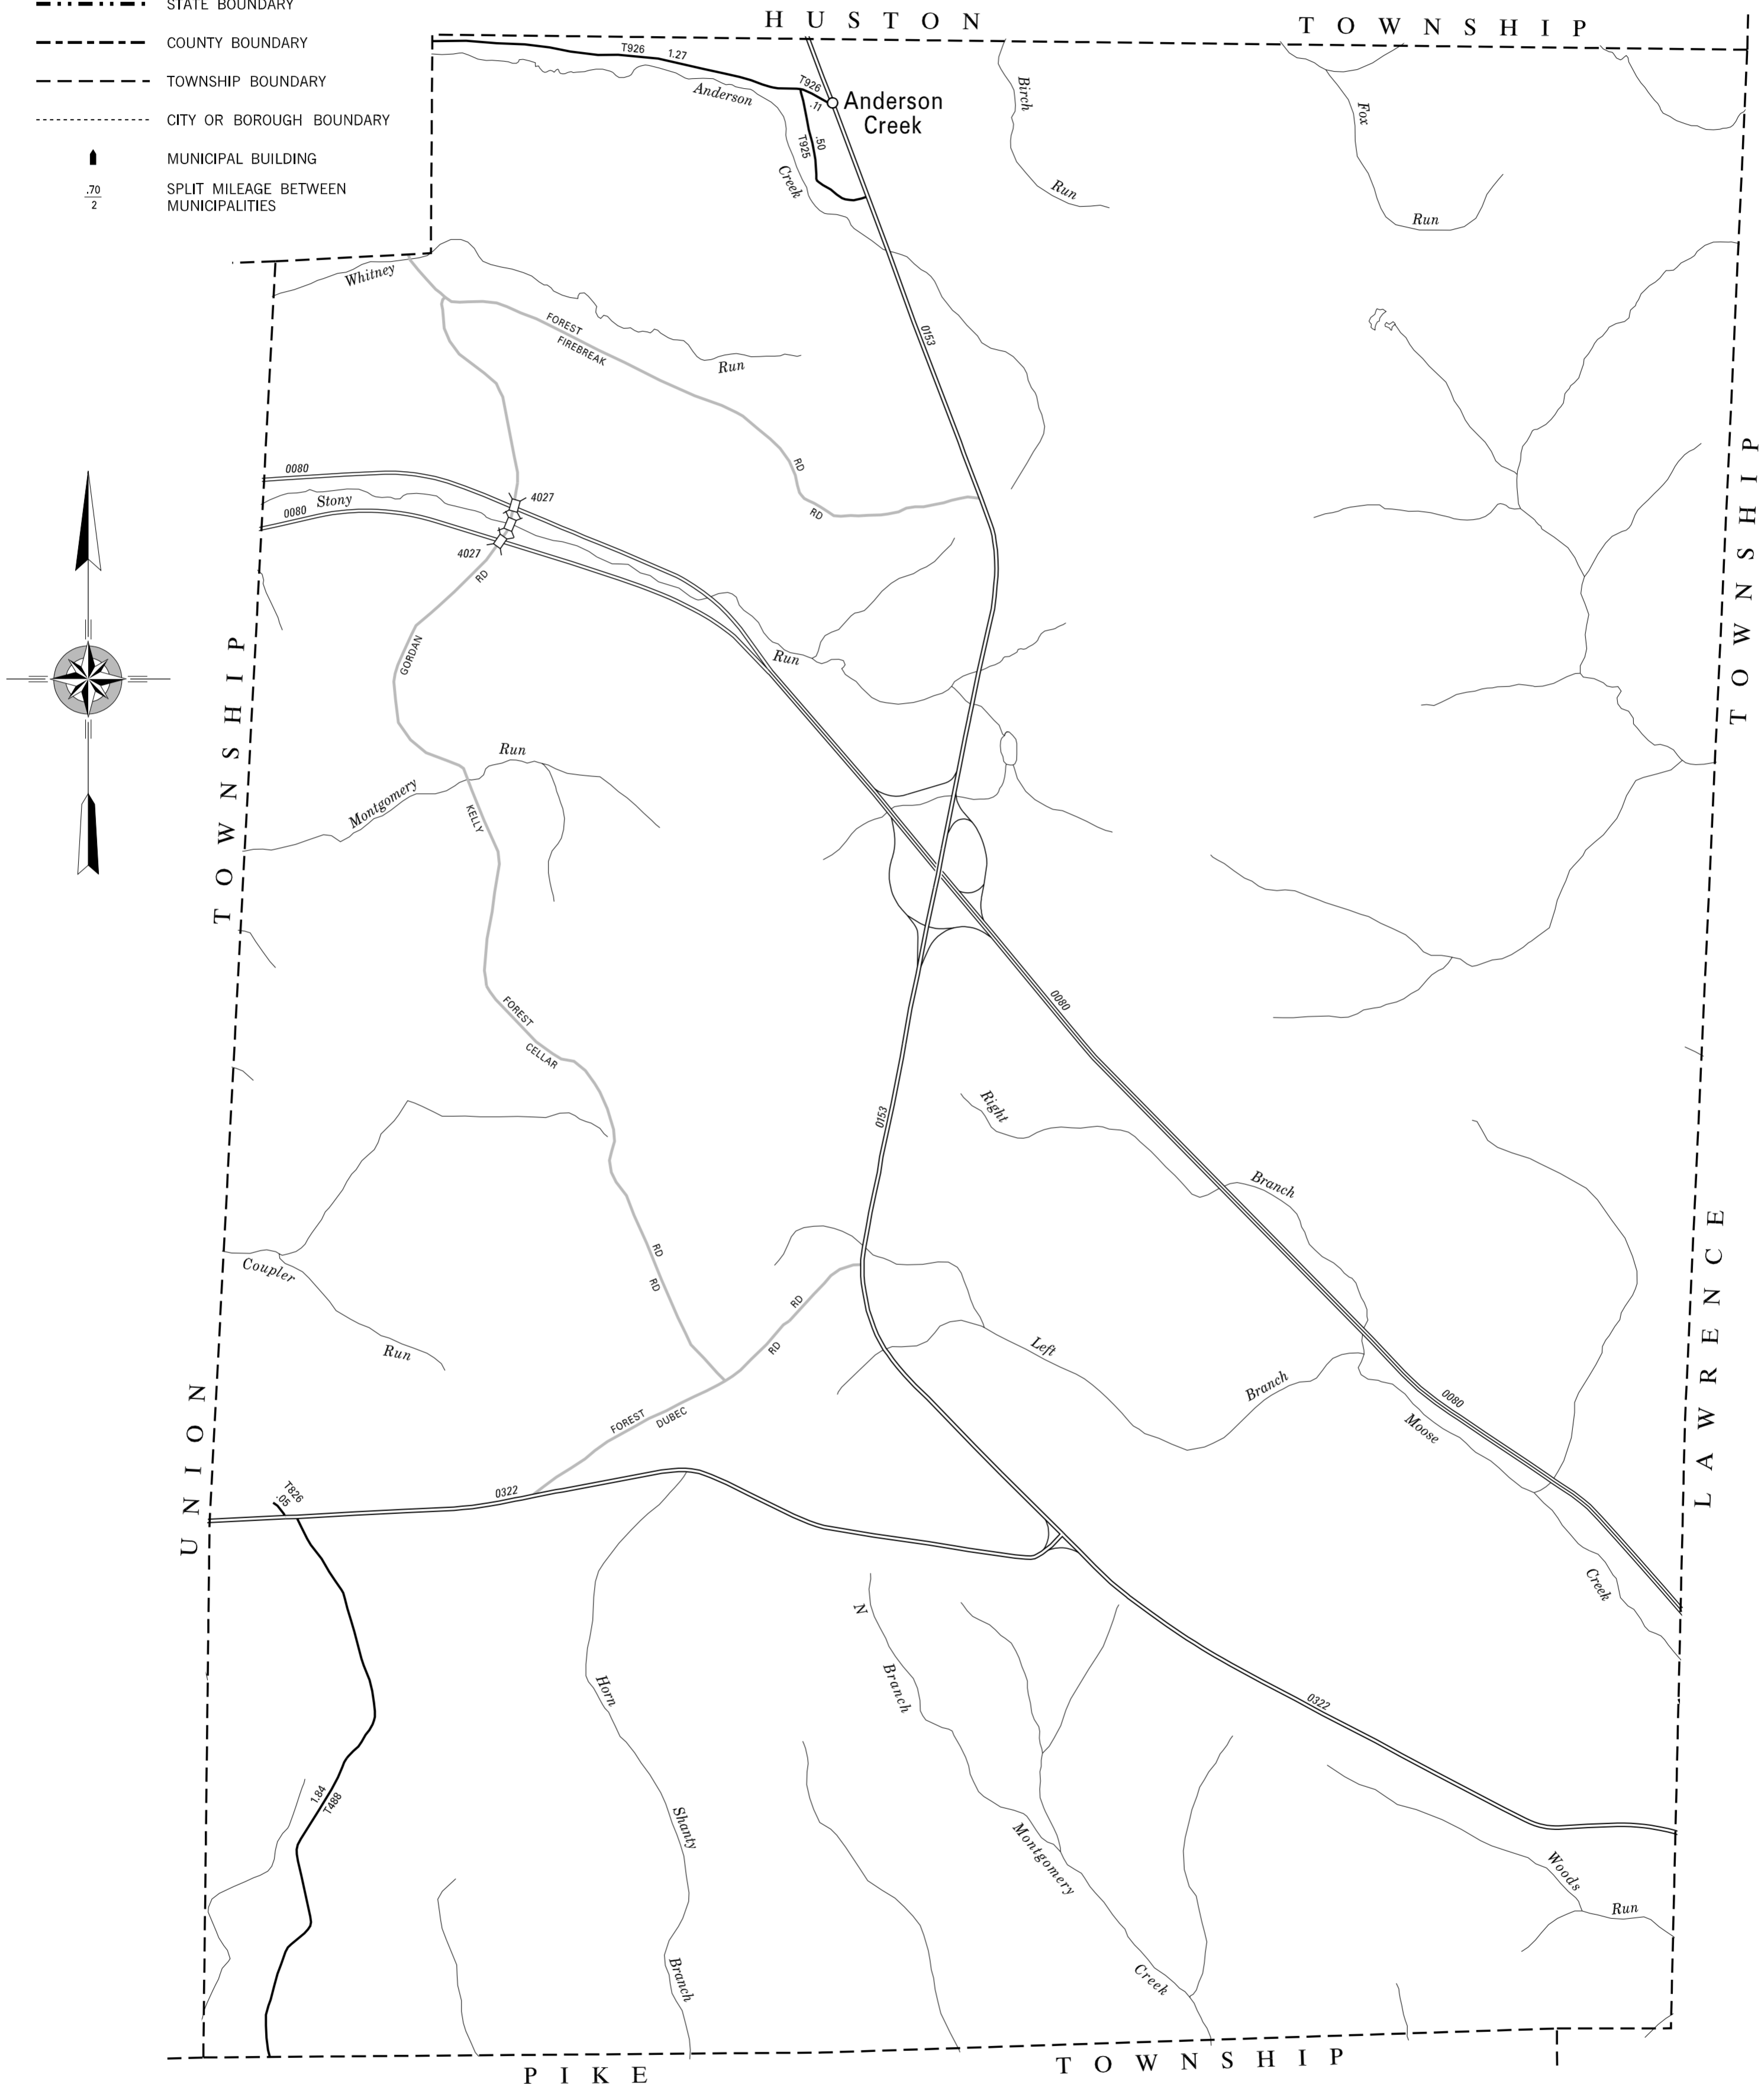 STATE BOUNDARY
COUNTY BOUNDARY
TOWNSHIP BOUNDARY
CITY OR BOROUGH BOUNDARY
MUNICIPAL BUILDING
.70
2
SPLIT MILEAGE BETWEEN
MUNICIPALITIES
HUSTON
TOWNSHIP
T926
1.27
T926
.11
Anderson
Creek
Anderson
Creek
.50
T925
Birch
Run
Fox
Run
Whitney
Run
FOREST
FIREBREAK
RD
RD
0153
0080
Stony
0080
4027
4027
RD
GORDAN
Run
TOWNSHIP
TOWNSHIP
Run
Montgomery
KELLY
FOREST
CELLAR
0080
0153
Right
Branch
RD
RD
Coupler
Run
RD
RD
FOREST
DUBEC
Left
Branch
Moose
0080
Creek
UNION
LAWRENCE
T826
.05
0322
N
Branch
Montgomery
Creek
Horn
Shanty
Branch
0322
1.84
T488
Woods
Run
PIKE
TOWNSHIP